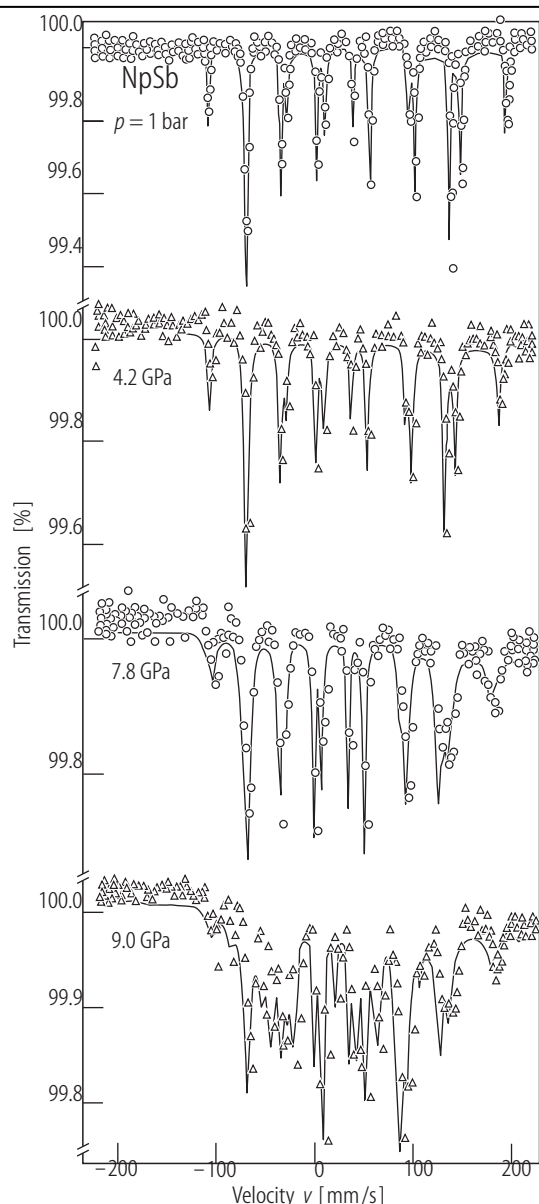 100.0
NpSb
99.8
p = 1 bar
99.6
99.4
100.0
4.2 GPa
99.8
99.6
Transmission [%]
100.0
7.8 GPa
99.8
100.0
9.0 GPa
99.9
99.8
−200 −100 0 100 200
Velocity v [mm/s]